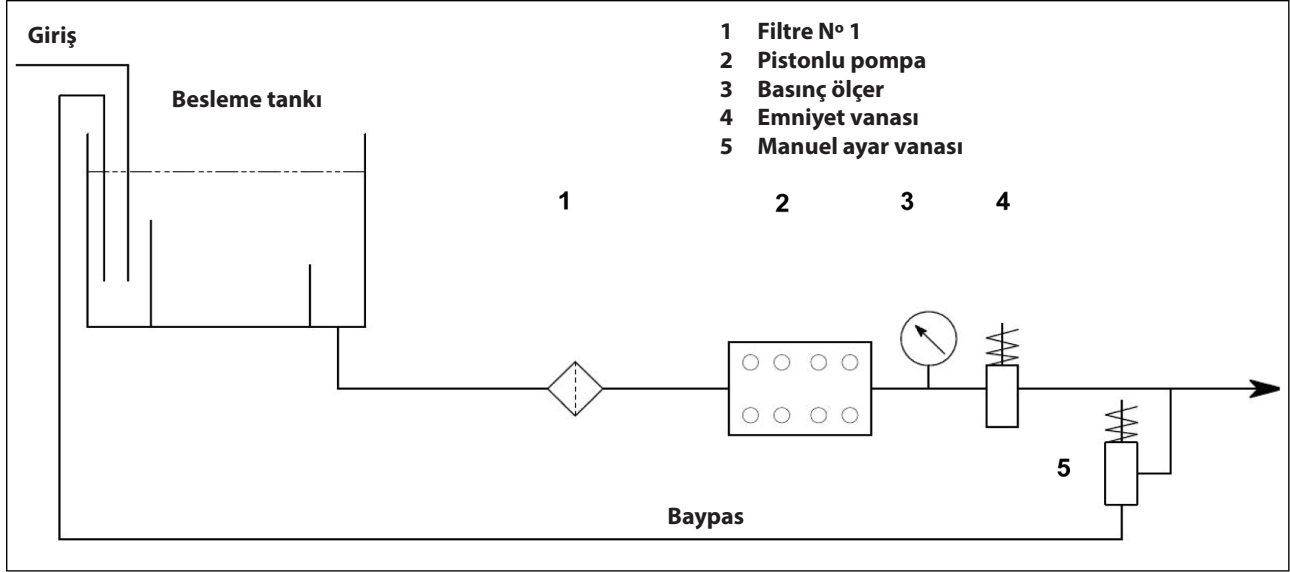 Giriş
Besleme tankı
1 Filtre Nº 1
2 Pistonlu pompa
3 Basınç ölçer
4 Emniyet vanası
5 Manuel ayar vanası
1
2
3
4
5
Baypas